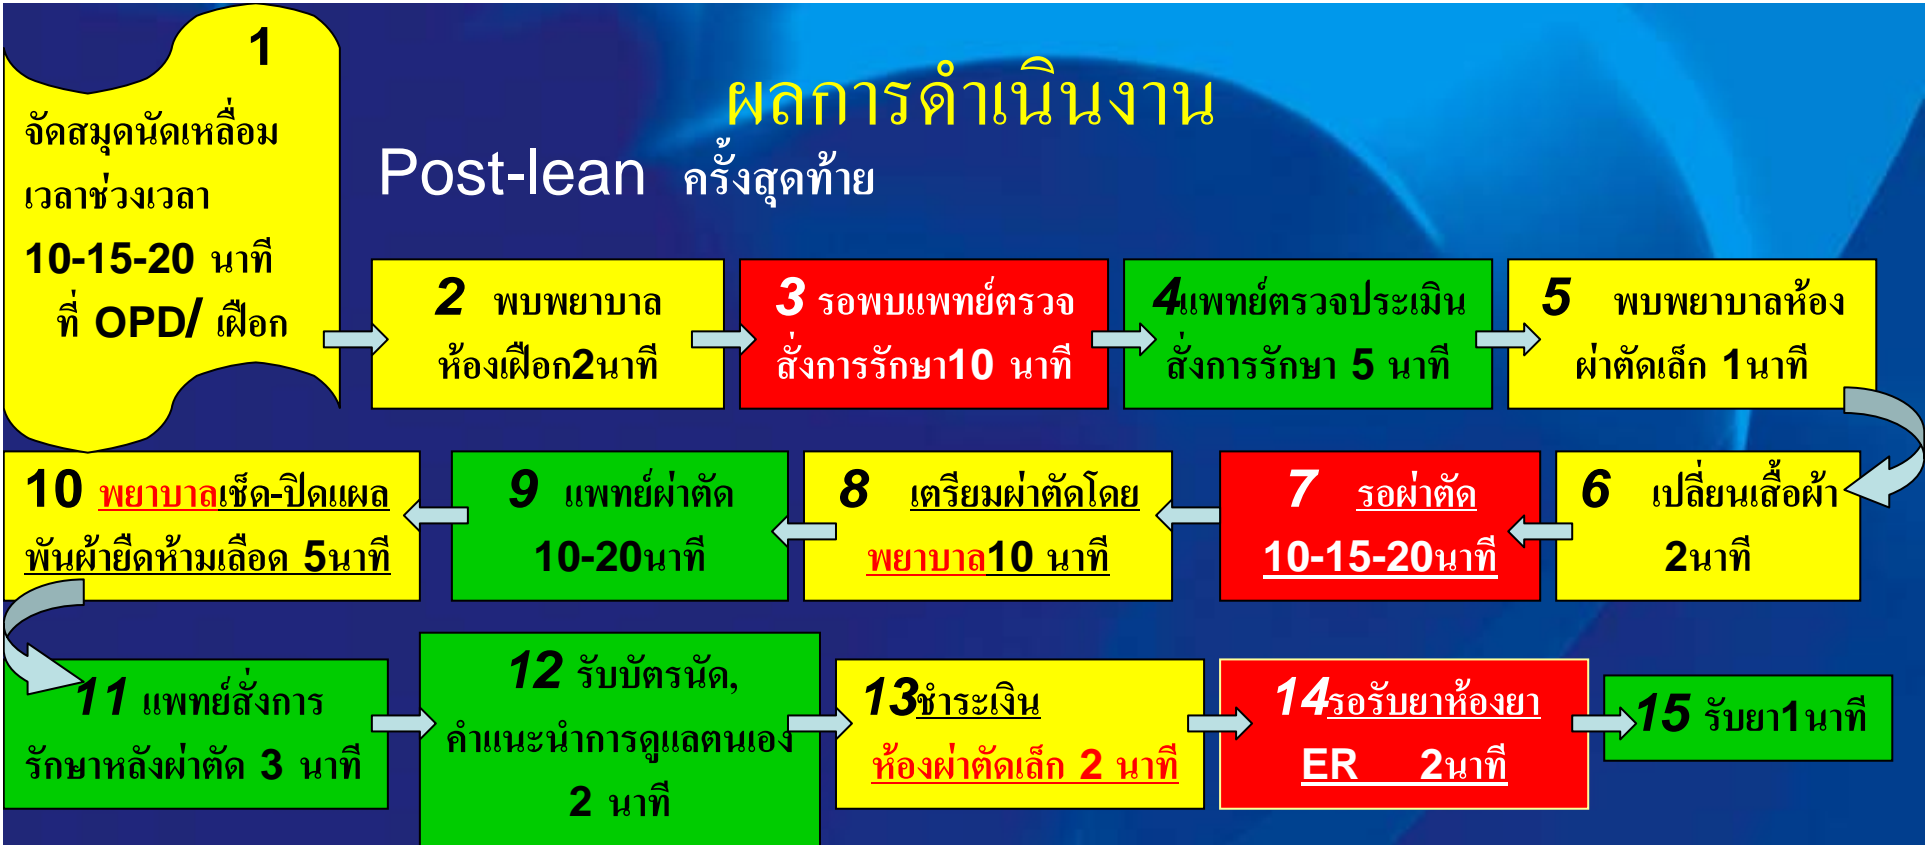 1
จัดสมุดนัดเหลื่อม
เวลาช่วงเวลา
10-15-20 นาที
ที่ OPD/ เฝือก
ผลการดำเนินงาน
Post-lean ครั้งสุดท้าย
2 พบพยาบาล
ห้องเฝือก2นาที
3 รอพบแพทย์ตรวจ
สั่งการรักษา10 นาที
4แพทย์ตรวจประเมิน
สั่งการรักษา 5 นาที
5 พบพยาบาลห้อง
ผ่าตัดเล็ก 1นาที
6 เปลี่ยนเสื้อผ้า
2นาที
7 รอผ่าตัด
10-15-20นาที
8 เตรียมผ่าตัดโดย
พยาบาล10 นาที
9 แพทย์ผ่าตัด
10-20นาที
10 พยาบาลเช็ด-ปิดแผล
พันผ้ายืดห้ามเลือด 5นาที
11 แพทย์สั่งการ
รักษาหลังผ่าตัด 3 นาที
12 รับบัตรนัด,
คำแนะนำการดูแลตนเอง
2 นาที
13ชำระเงิน
ห้องผ่าตัดเล็ก 2 นาที
14รอรับยาห้องยา
ER 2นาที
15 รับยา1นาที